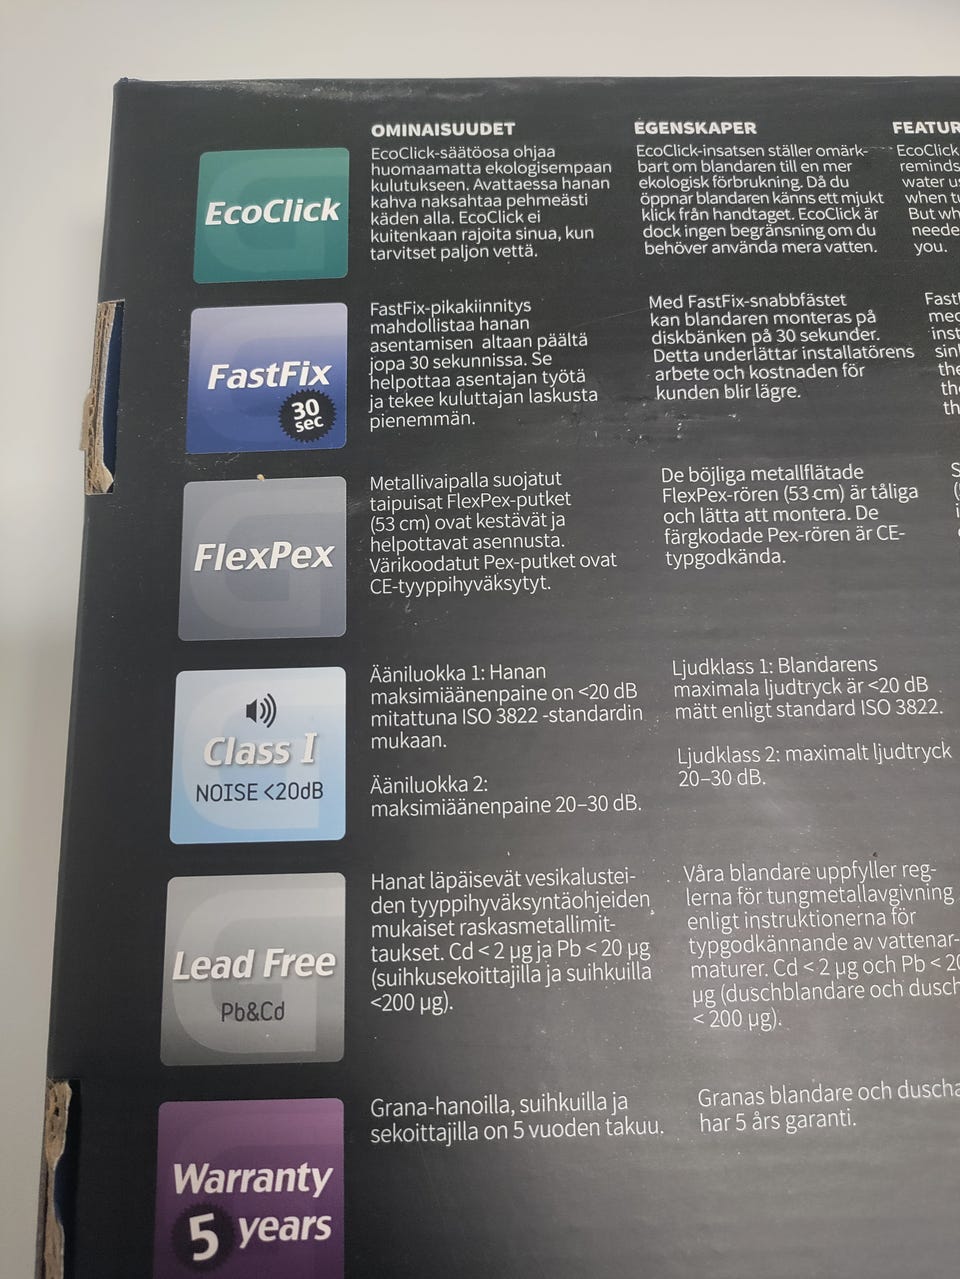 OMINAISUUDET
EcoClick
EcoClick-säätöosa ohjaa
huomaamatta ekologisempaan
kulutukseen. Avattaessa hanan
kahva naksahtaa pehmeästi
käden alla. EcoClick ei
kuitenkaan rajoita sinua, kun
tarvitset paljon vettä.
FastFix
30
sec
FastFix-pikakiinnitys
mahdollistaa hanan
asentamisen altaan päältä
jopa 30 sekunnissa. Se
helpottaa asentajan työtä
ja tekee kuluttajan laskusta
pienemmän.
FlexPex
Metallivaipalla suojatut
taipuisat FlexPex-putket
(53 cm) ovat kestävät ja
helpottavat asennusta.
Värikoodatut Pex-putket ovat
CE-tyyppihyväksytyt.
Class I
NOISE <20dB
Ääniluokka 1: Hanan
maksimiäänenpaine on <20 dB
mitattuna ISO 3822 -standardin
mukaan.
Ääniluokka 2:
maksimiäänenpaine 20–30 dB.
Lead Free
Pb&Cd
Hanat läpäisevät vesikalustei-
den tyyppihyväksyntäohjeiden
mukaiset raskasmetallimit-
taukset. Cd < 2 µg ja Pb < 20 µg
(suihkusekoittajilla ja suihkuilla
<200 µg).
Warranty
5 years
Grana-hanoilla, suihkuilla ja
sekoittajilla on 5 vuoden takuu.
EGENSKAPER
EcoClick-insatsen ställer omärk-
bart om blandaren till en mer
ekologisk förbrukning. Då du
öppnar blandaren känns ett mjukt
klick från handtaget. EcoClick är
dock ingen begränsning om du
behöver använda mera vatten.
Med FastFix-snabbfästet
kan blandaren monteras på
diskbänken på 30 sekunder.
Detta underlättar installatörens
arbete och kostnaden för
kunden blir lägre.
De böjliga metallflätade
FlexPex-rören (53 cm) är tåliga
och lätta att montera. De
färgkodade Pex-rören är CE-
typgodkända.
Ljudklass 1: Blandarens
maximala ljudtryck är <20 dB
mätt enligt standard ISO 3822.
Ljudklass 2: maximalt ljudtryck
20–30 dB.
Våra blandare uppfyller reg-
lerna för tungmetallavgivning
enligt instruktionerna för
typgodkännande av vattenar-
maturer. Cd < 2 µg och Pb < 20
µg (duschblandare och dusch
< 200 µg).
Granas blandare och duscha
har 5 års garanti.
FEATUR
EcoClick
reminds
water us
when tu
But wh
neede
you.